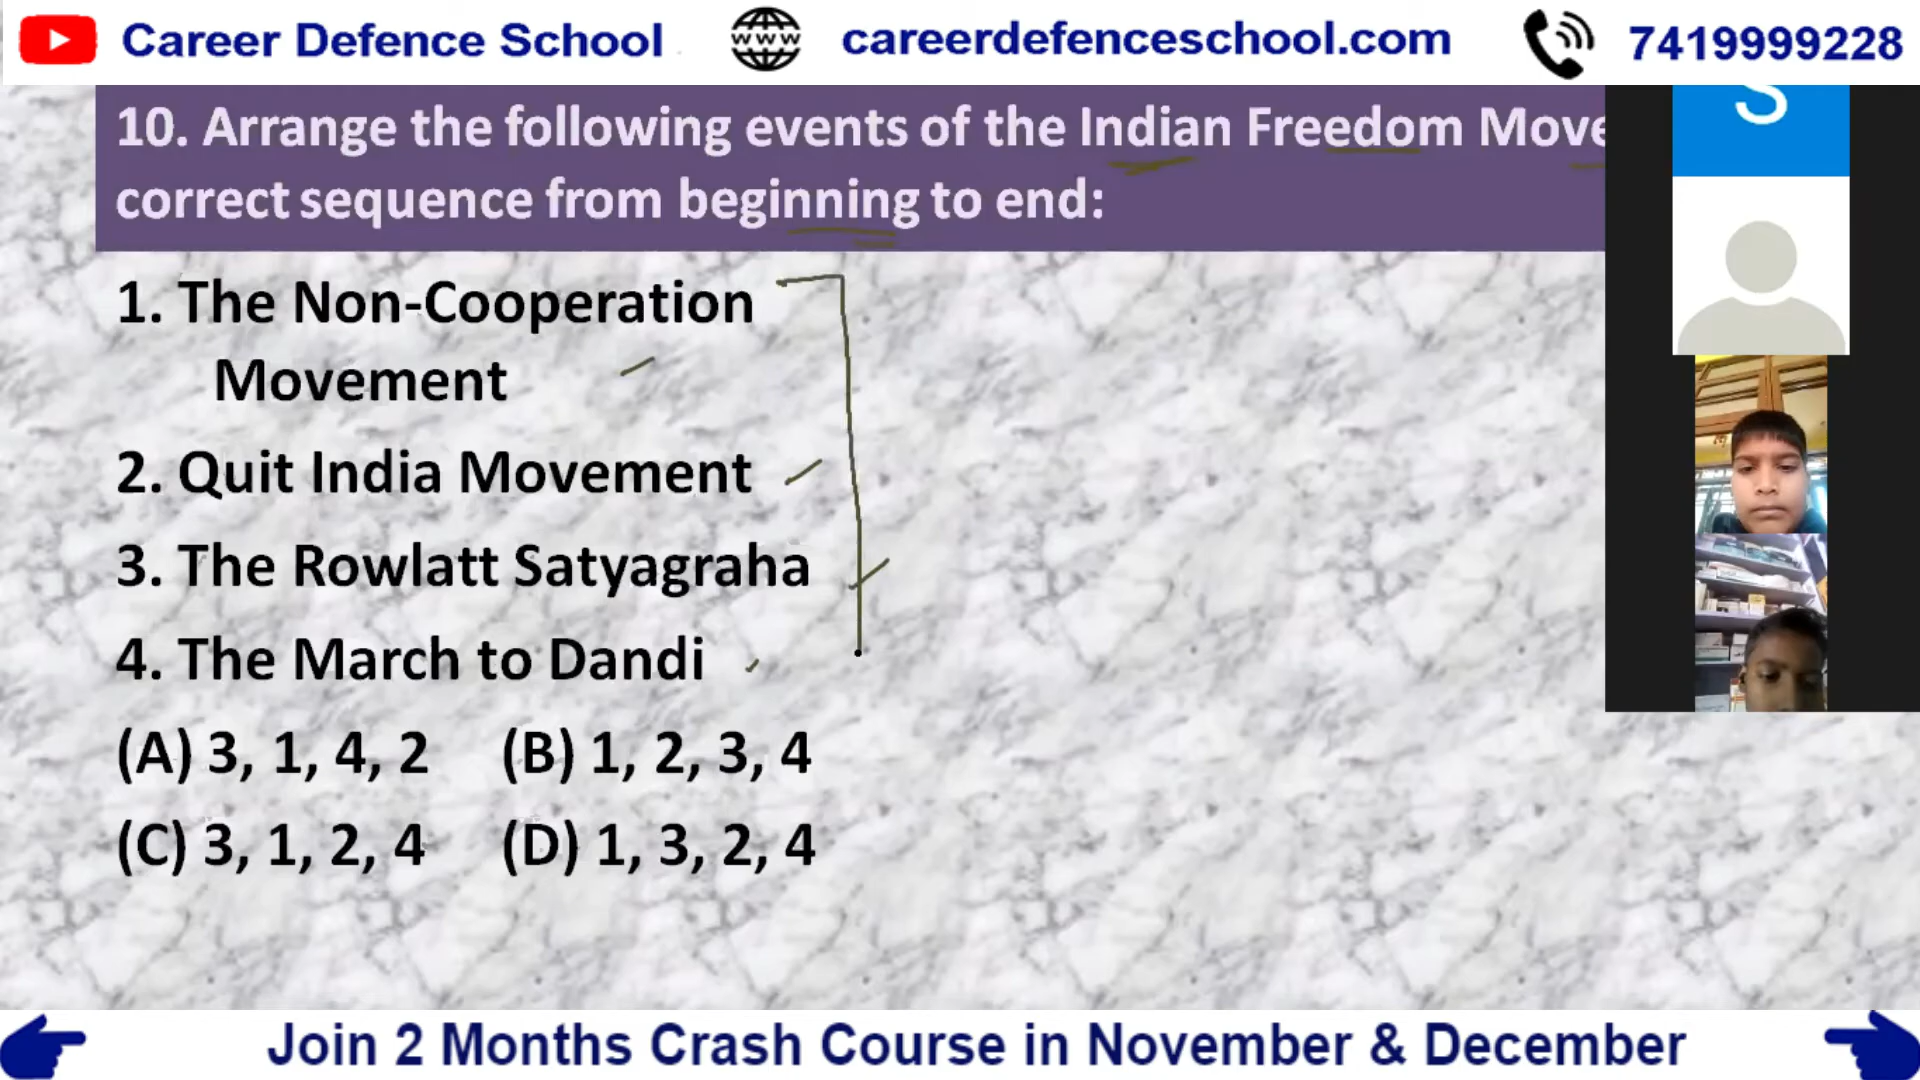 Career Defence School
www
careerdefenceschool.com
7419999228
10. Arrange the following events of the Indian Freedom Move
correct sequence from beginning to end:
S
1. The Non-Cooperation
Movement
2. Quit India Movement
3. The Rowlatt Satyagraha
4. The March to Dandi
(A) 3, 1, 4, 2 (B) 1, 2, 3, 4
(C) 3, 1, 2, 4 (D) 1, 3, 2, 4
Join 2 Months Crash Course in November & December